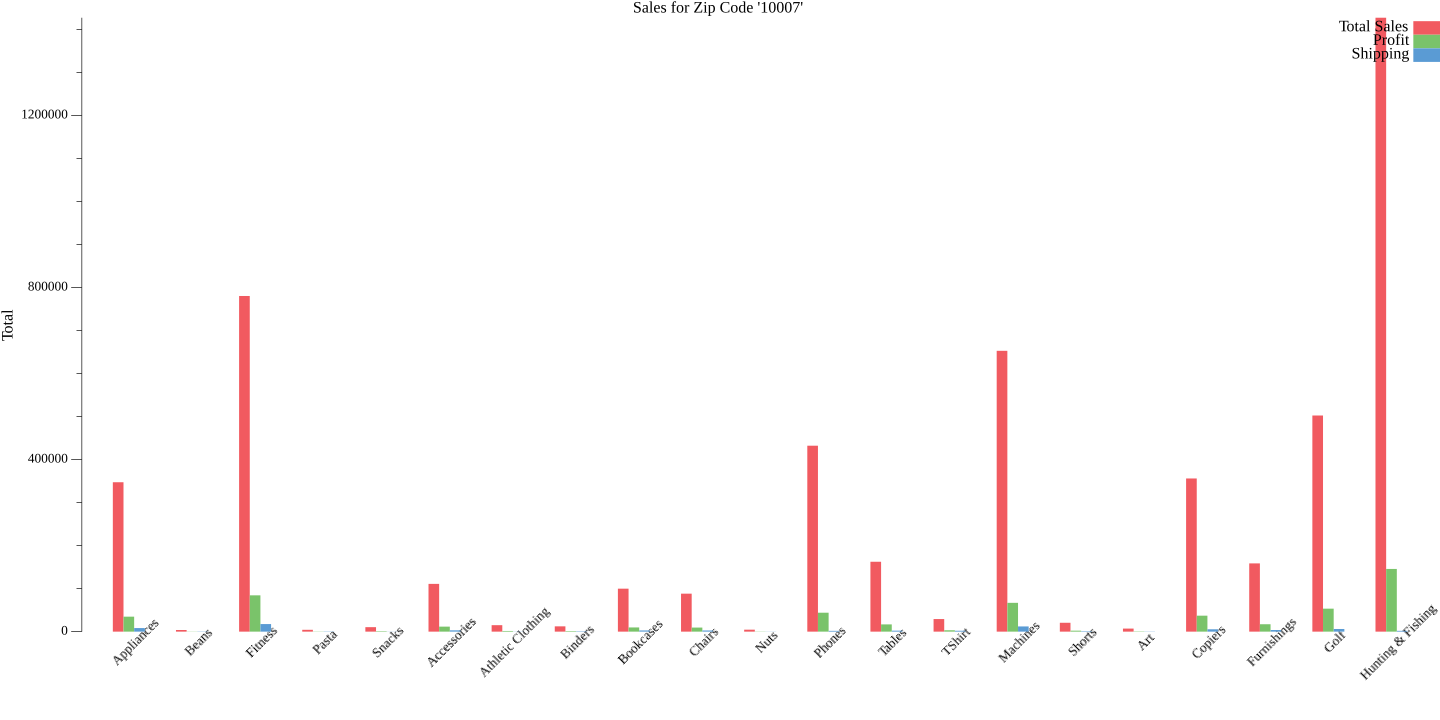 Sales for Zip Code '10007'
Total Sales
Profit
Shipping
1200000
800000
400000
0
Total
Appliances
Beans
Fitness
Pasta
Snacks
Accessories
Athletic Clothing
Binders
Bookcases
Chairs
Nuts
Phones
Tables
TShirt
Machines
Shorts
Art
Copiers
Furnishings
Golf
Hunting & Fishing